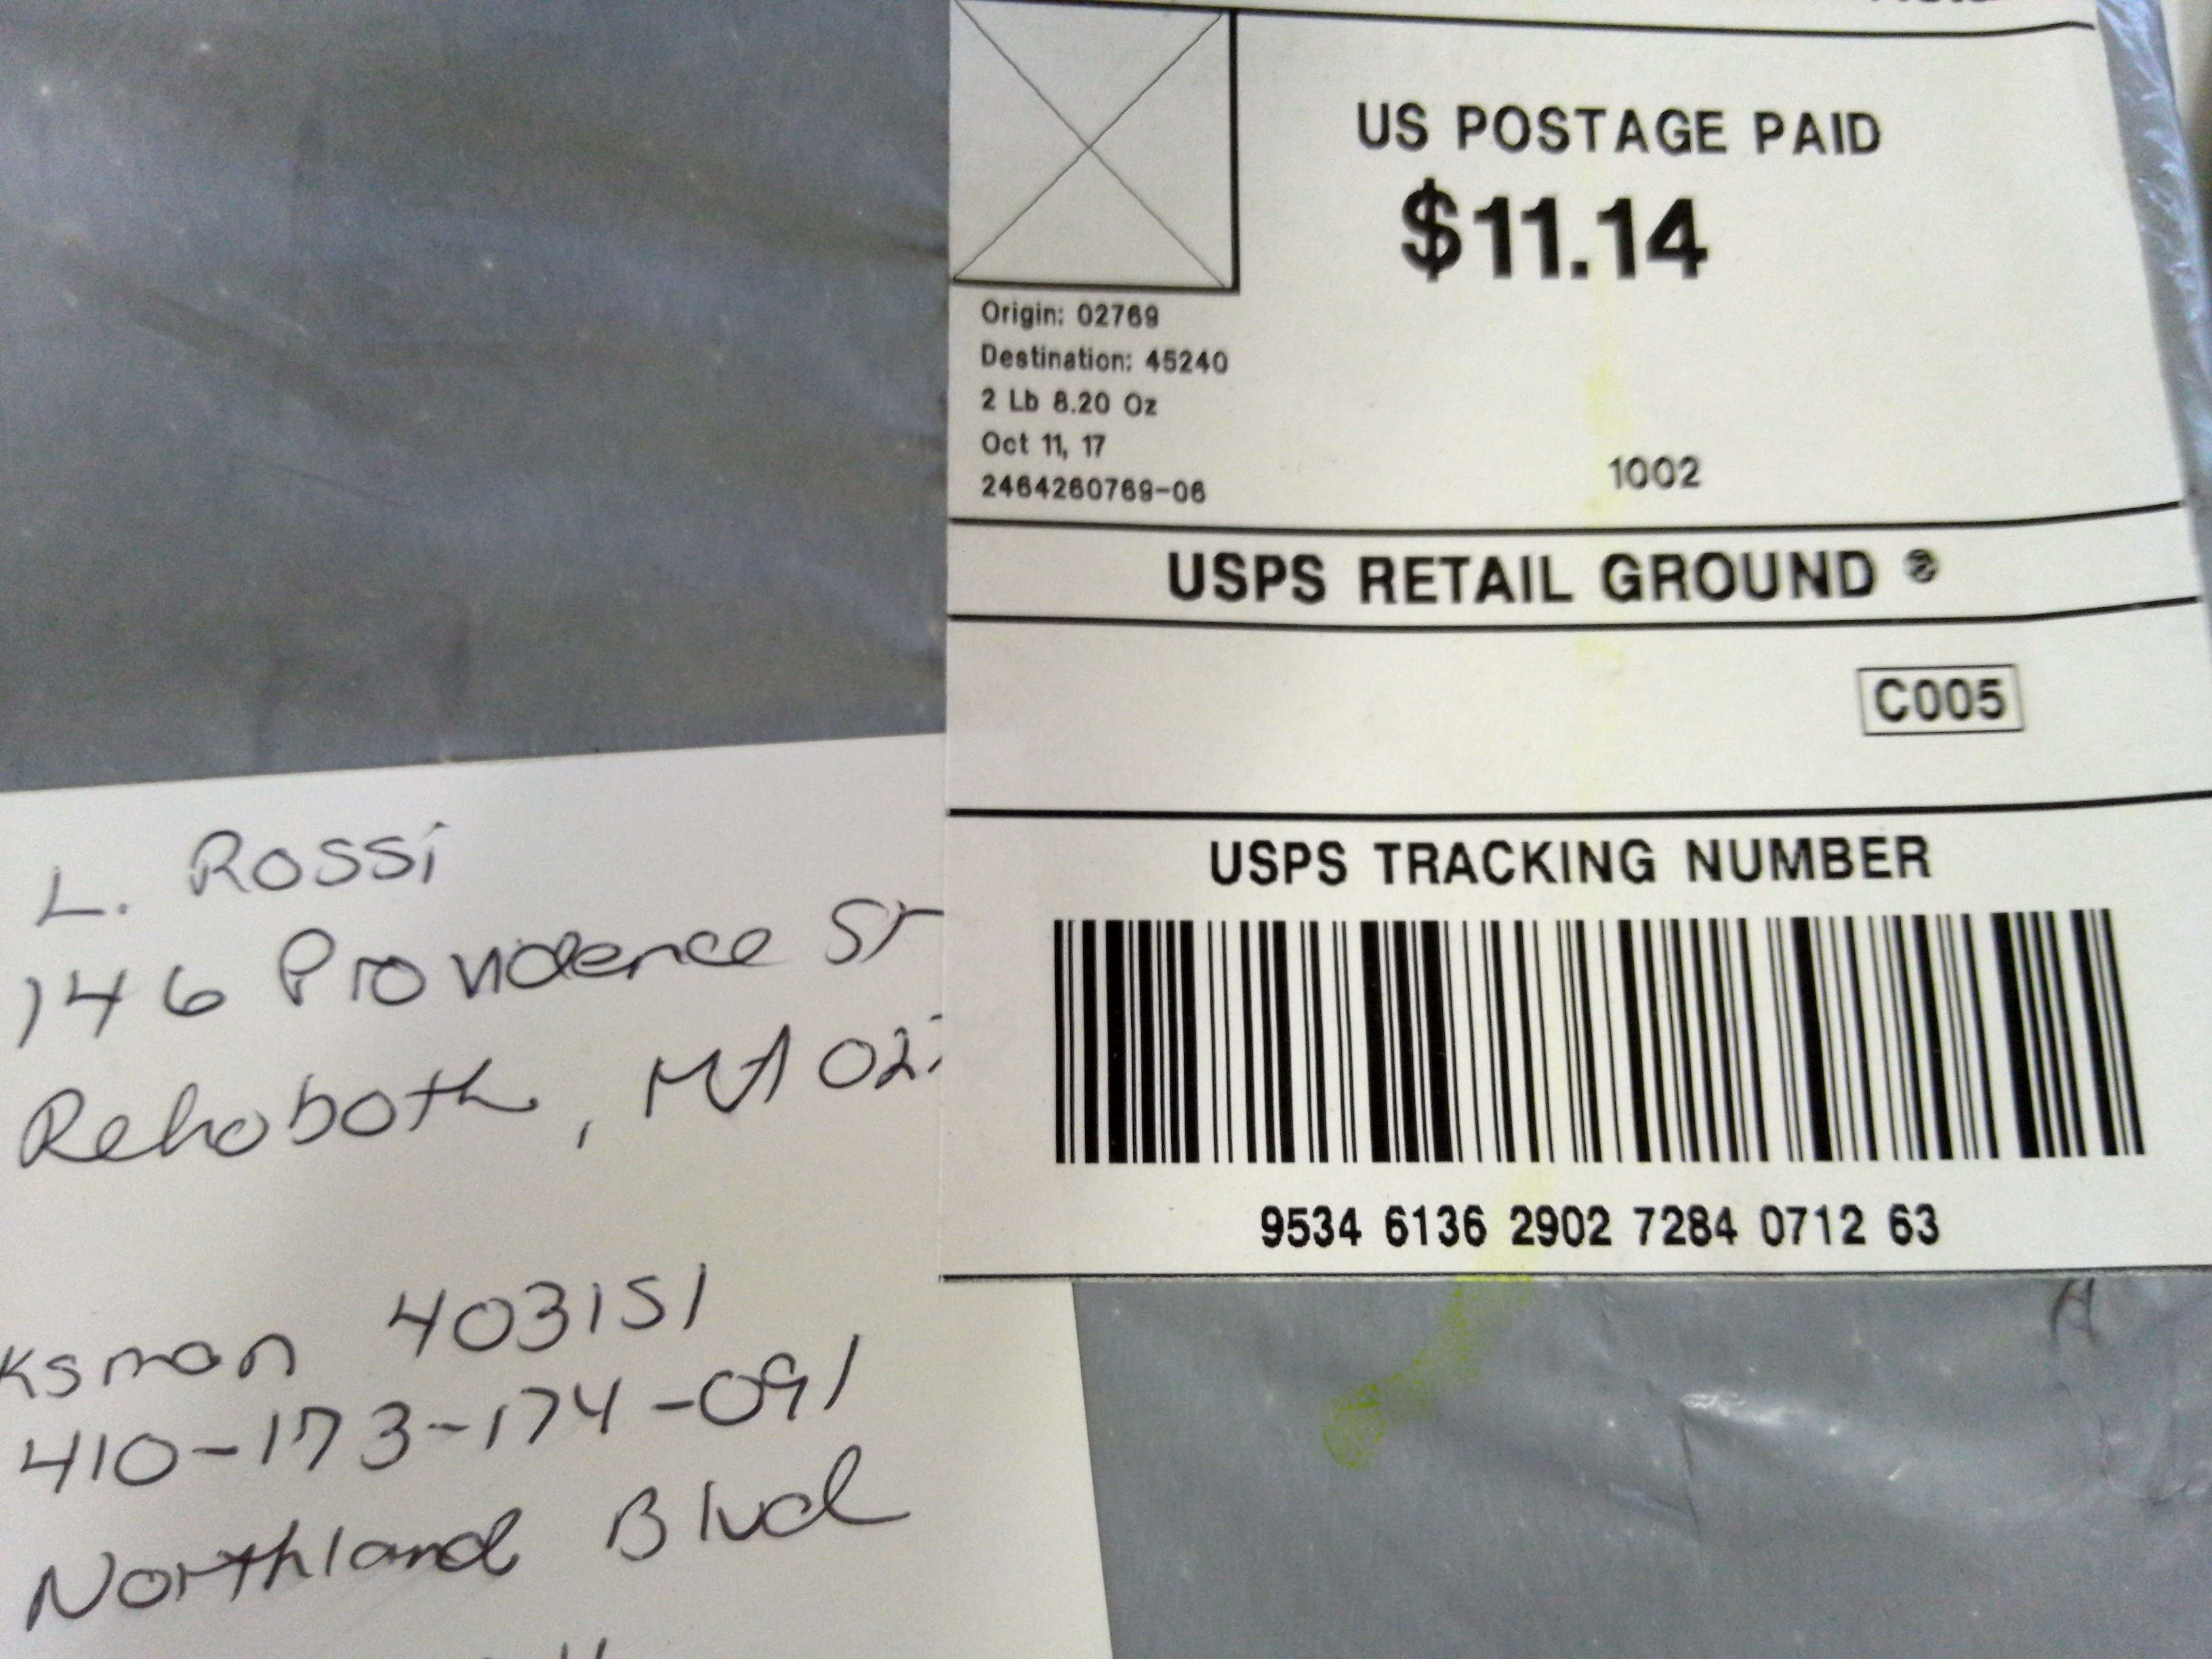 US POSTAGE PAID
$11.14
Origin: 02769
Destination: 45240
2 Lb 8.20 Oz
Oct 11, 17
2464260769-06
1002
USPS RETAIL GROUND ®
C005
USPS TRACKING NUMBER
9534 6136 2902 7284 0712 63
L. Rossi
146 Providence St
Rehoboth, MA 027
ksman 403151
410-173-174-091
Northland Blvd